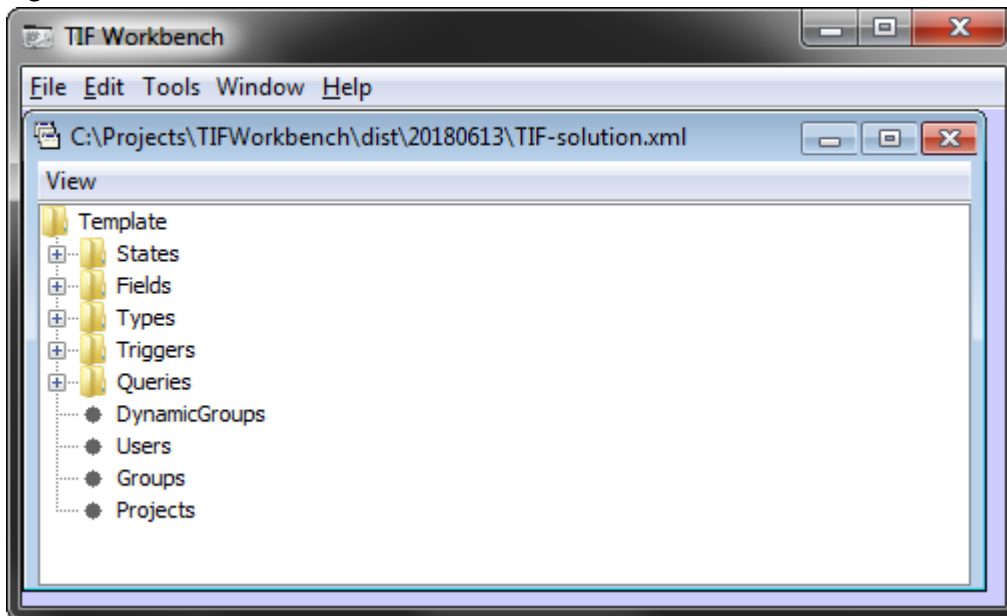 TIF Workbench
File Edit Tools Window Help
C:\Projects\TIFWorkbench\dist\20180613\TIF-solution.xml
View
Template
States
Fields
Types
Triggers
Queries
DynamicGroups
Users
Groups
Projects